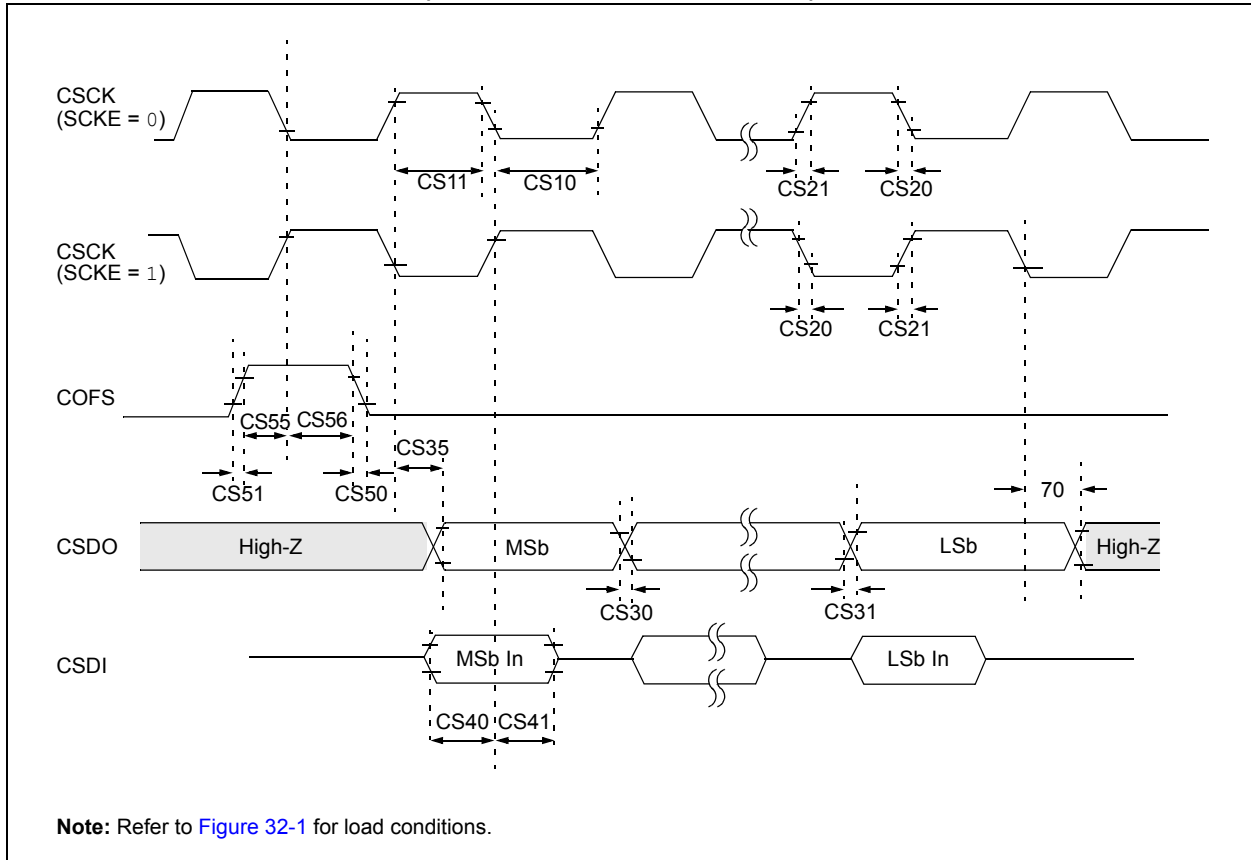 CSCK
(SCKE = 0)
CS11
CS10
CS21
CS20
CSCK
(SCKE = 1)
CS20
CS21
COFS
CS55
CS56
CS35
CS51
CS50
70
CSDO
High-Z
MSb
LSb
High-Z
CS30
CS31
CSDI
MSb In
LSb In
CS40
CS41
Note: Refer to Figure 32-1 for load conditions.